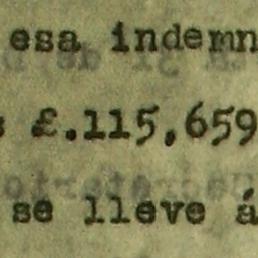 esa indemn
£.115,659
se lleve á